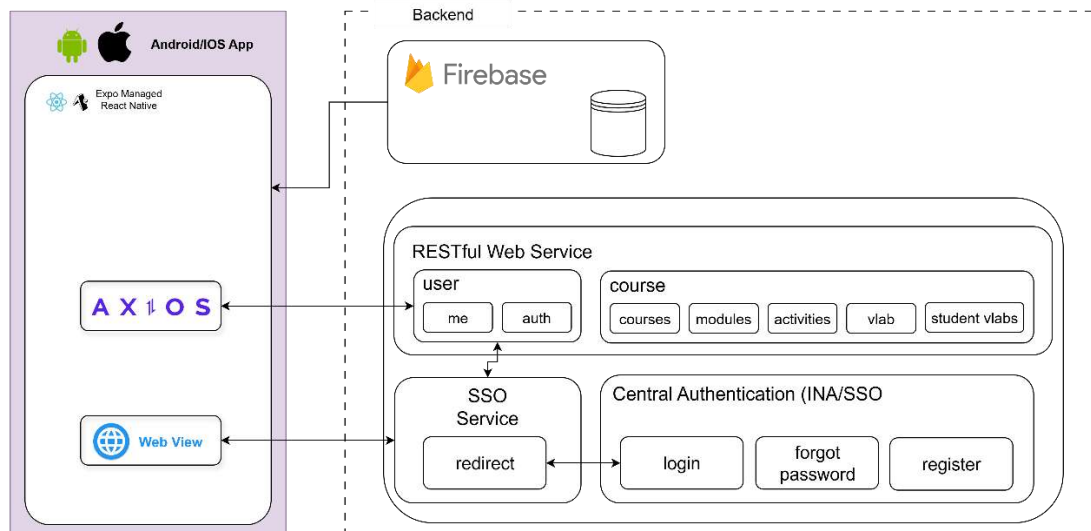 Backend
Android/IOS App
Expo Managed
React Native
Firebase
RESTful Web Service
user
me
auth
course
courses
modules
activities
vlab
student vlabs
AXIOS
SSO
Service
redirect
Central Authentication (INA/SSO
login
forgot
password
register
Web View